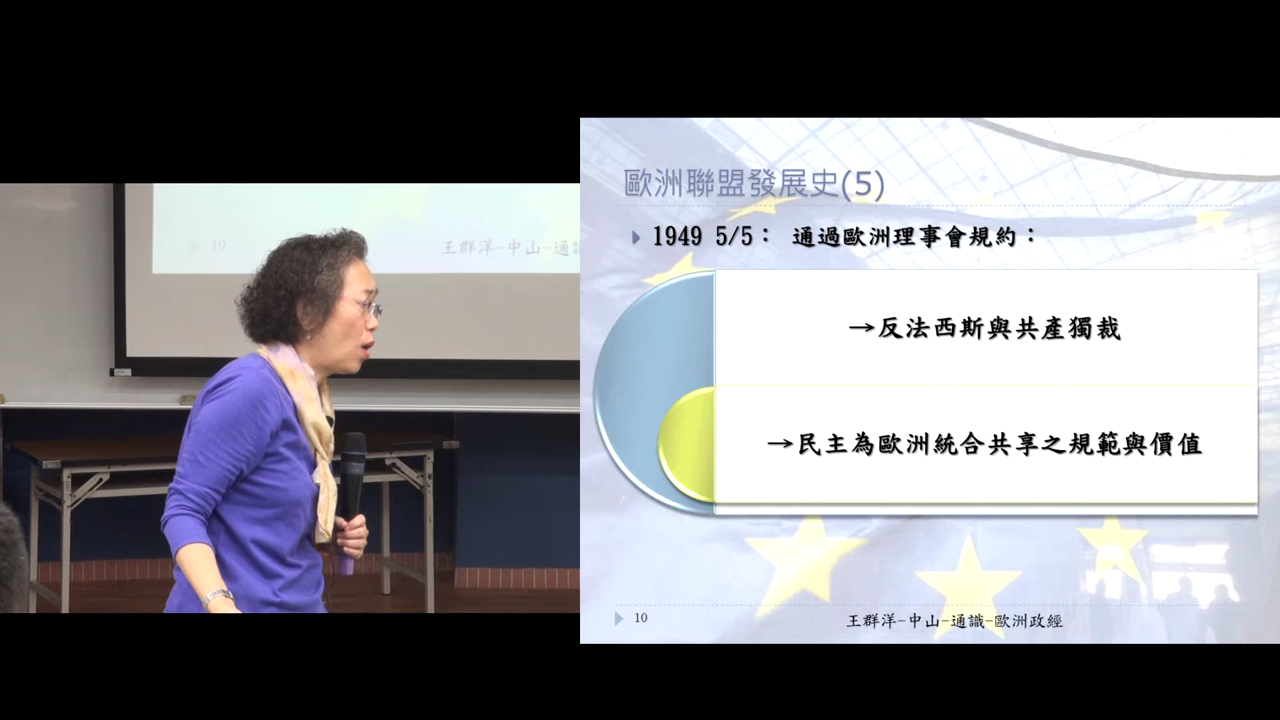 歐洲聯盟發展史(5)
1949 5/5： 通過歐洲理事會規約：
→反法西斯與共產獨裁
→民主為歐洲統合共享之規範與價值
10
王群洋-中山-通識-歐洲政經
10
王群洋-中山-通識